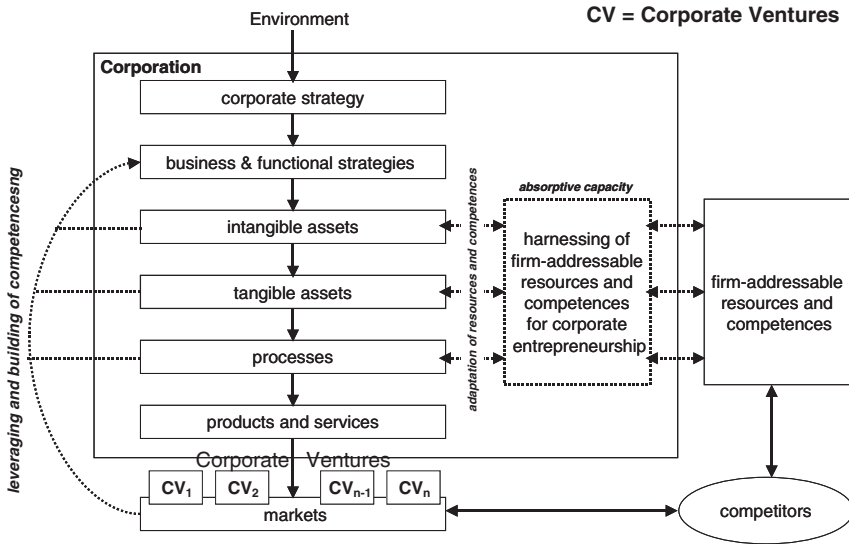 Environment
CV = Corporate Ventures
Corporation
corporate strategy
business & functional strategies
intangible assets
tangible assets
processes
products and services
Corporate Ventures
CV1
CV2
CVn-1
CVn
markets
leveraging and building of competencesng
adaptation of resources and competences
absorptive capacity
harnessing of
firm-addressable
resources and
competences
for corporate
entrepreneurship
firm-addressable
resources and
competences
competitors